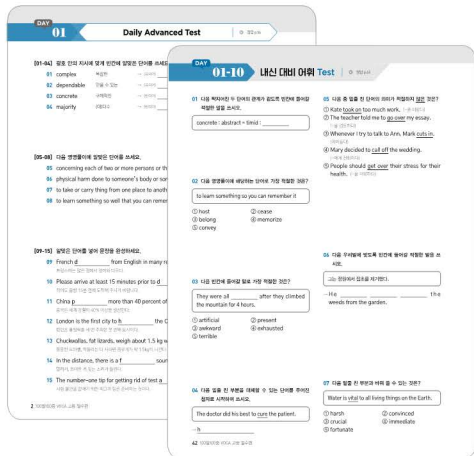 DAY
01
Daily Advanced Test
[01-04] 괄호 안의 지시에 맞게 빈칸에 알맞은 단어를 쓰세요
01 complex
02 dependable
03 concrete
04 majority
[05-08] 다음 영영풀이에 알맞은 단어를 쓰세요.
05 concerning each of two or more persons or th
06 physical harm done to someone's body or sor
07 to take or carry thing from one place to anoth
08 to learn something so well that you can remer
[09-15] 알맞은 단어를 넣어 문장을 완성하세요.
09 French d from English in many re
10 Please arrive at least 15 minutes prior to d
11 China p more than 40 percent of
12 London is the first city to h the C
13 Chuckwallas, fat lizards, weigh about 1.5 kg w
14 In the distance, there is a f soun
15 The number-one tip for getting rid of test a
2
DAY
01-10
내신 대비 어휘 Test
01 다음 짝지어진 두 단어의 관계가 같도록 빈칸에 들어갈
적절한 말을 쓰시오.
concrete : abstract = timid :
02 다음 영영풀이에 해당하는 단어로 가장 적절한 것은?
to learn something so you can remember it
① host ② cease
③ belong ④ memorize
⑤ convey
03 다음 빈칸에 들어갈 말로 가장 적절한 것은?
They were all after they climbed
the mountain for 4 hours.
① artificial ② present
③ awkward ④ exhausted
⑤ terrible
04 다음 밑줄 친 부분을 대체할 수 있는 단어를 주어진
철자로 시작하여 쓰시오.
The doctor did his best to cure the patient.
→ h
42
05 다음 중 밑줄 친 단어의 의미가 적절하지 않은 것은?
① Kate took on too much work.
② The teacher told me to go over my essay.
③ Whenever I try to talk to Ann, Mark cuts in.
④ Mary decided to call off the wedding.
⑤ People should get over their stress for their
health.
06 다음 우리말에 맞도록 빈칸에 들어갈 적절한 말을 쓰
시오.
그는 정원에서 잡초를 제거했다.
→ He the
weeds from the garden.
07 다음 밑줄 친 부분과 바꿔 쓸 수 있는 것은?
Water is vital to all living things on the Earth.
① harsh ② convinced
③ crucial ④ immediate
⑤ fortunate